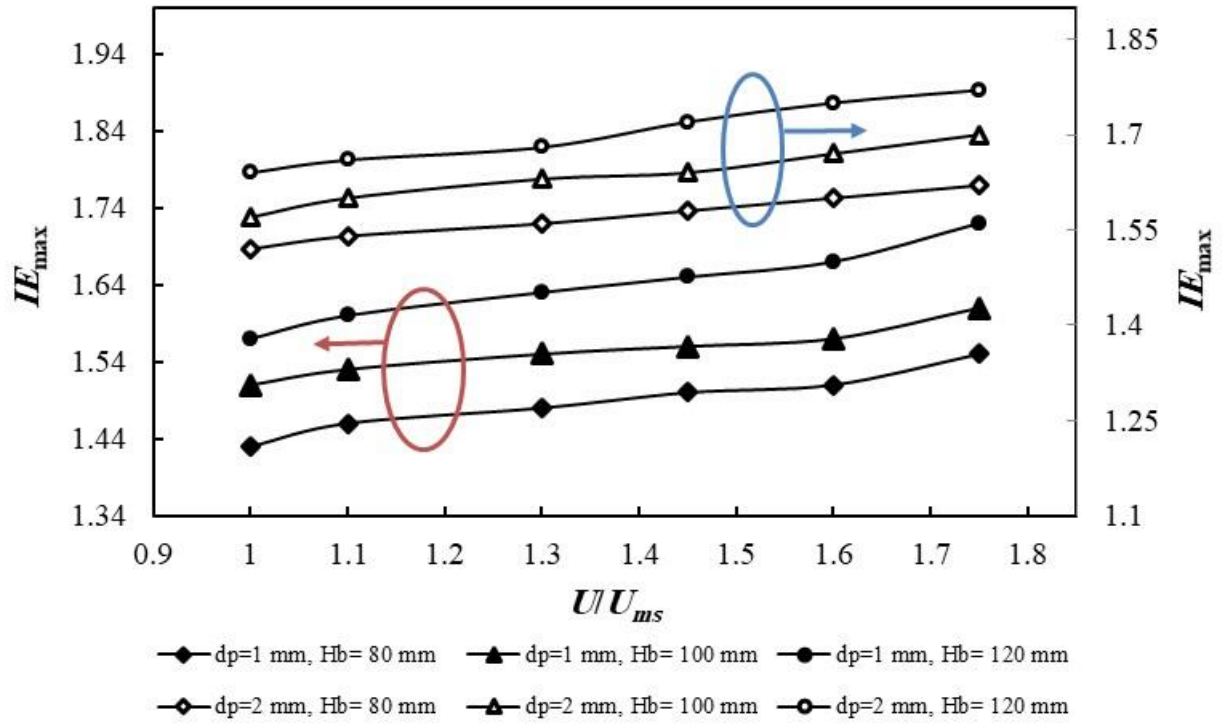 1.94
1.84
1.74
1.64
1.54
1.44
1.34
IEmax
1.85
1.7
1.55
1.4
1.25
1.1
IEmax
0.9 1 1.1 1.2 1.3 1.4 1.5 1.6 1.7 1.8
U/Ums
dp=1 mm, Hb= 80 mm dp=1 mm, Hb= 100 mm dp=1 mm, Hb= 120 mm
dp=2 mm, Hb= 80 mm dp=2 mm, Hb= 100 mm dp=2 mm, Hb= 120 mm